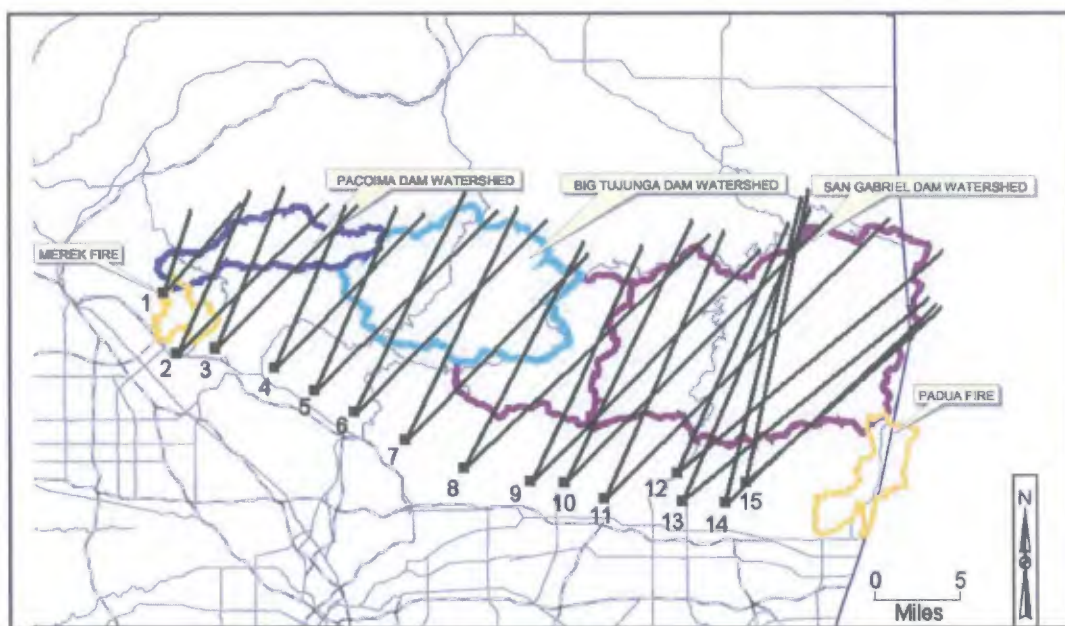 PACOIMA DAM WATERSHED
BIG TUJUNGA DAM WATERSHED
SAN GABRIEL DAM WATERSHED
MEREK FIRE
1
2
3
4
5
6
7
8
9
10
11
12
13
14
15
PADUA FIRE
N
0 5
Miles